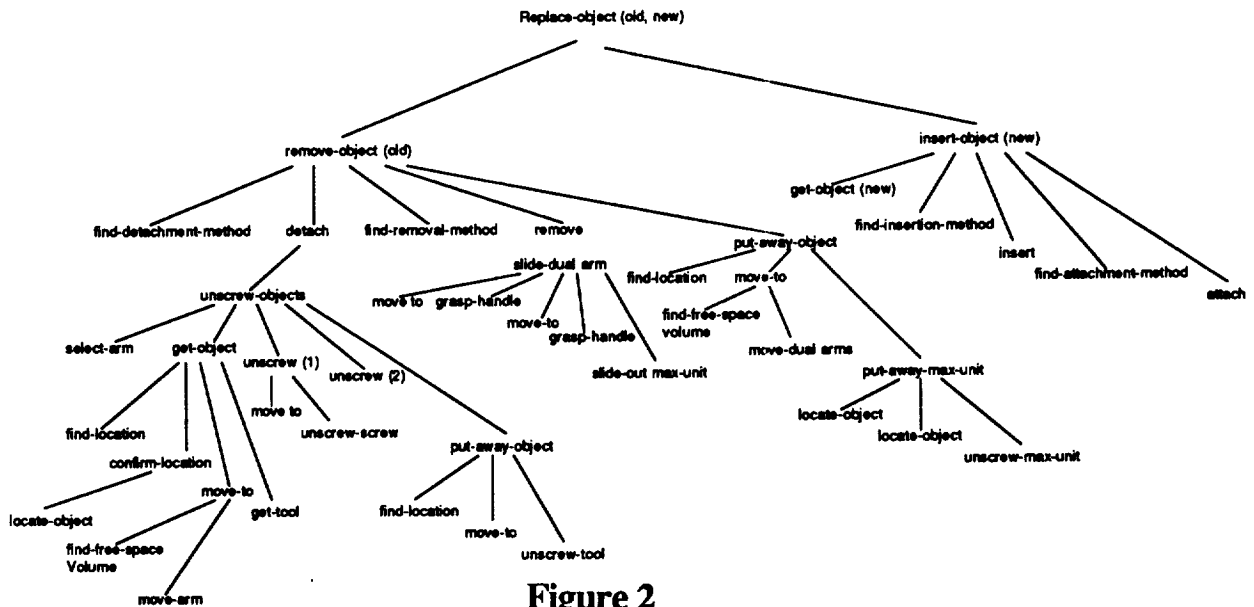 Replace-object (old, new)
remove-object (old)
insert-object (new)
get-object (new)
find-insertion-method
insert
find-attachment-method
attach
find-detachment-method
detach
find-removal-method
remove
put-away-object
slide-dual arm
find-location
move-to
move to
grasp-handle
move-to
grasp-handle
slide-out max-unit
find-free-space
volume
move-dual arms
put-away-max-unit
locate-object
locate-object
unscrew-max-unit
unscrew-objects
select-arm
get-object
unscrew (1)
unscrew (2)
move to
unscrew-screw
find-location
confirm-location
locate-object
move-to
get-tool
find-free-space
Volume
move-arm
put-away-object
find-location
move-to
unscrew-tool
Figure 2